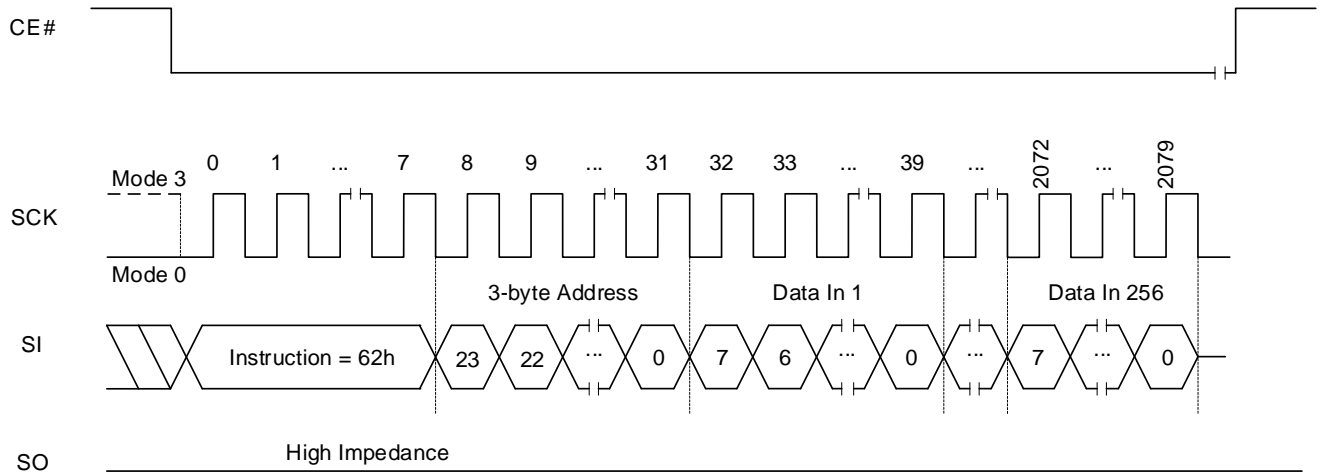 CE#
0 1 ... 7 8 9 ... 31 32 33 ... 39 ... 2072 ... 2079
Mode 3
SCK
Mode 0
3-byte Address Data In 1 Data In 256
SI
Instruction = 62h 23 22 ... 0 7 6 ... 0 ... 7 ... 0
High Impedance
SO